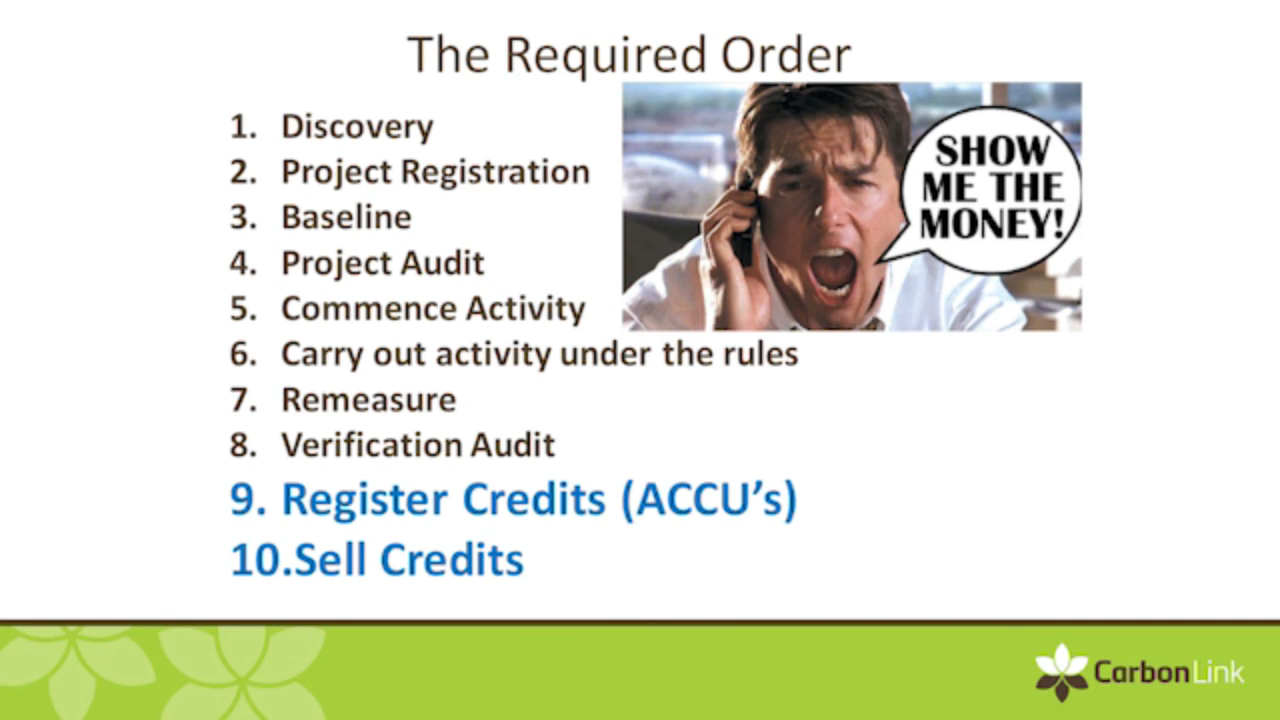 The Required Order
1. Discovery
2. Project Registration
3. Baseline
4. Project Audit
5. Commence Activity
6. Carry out activity under the rules
7. Remeasure
8. Verification Audit
9. Register Credits (ACCU’s)
10.Sell Credits
SHOW
ME THE
MONEY!
CarbonLink